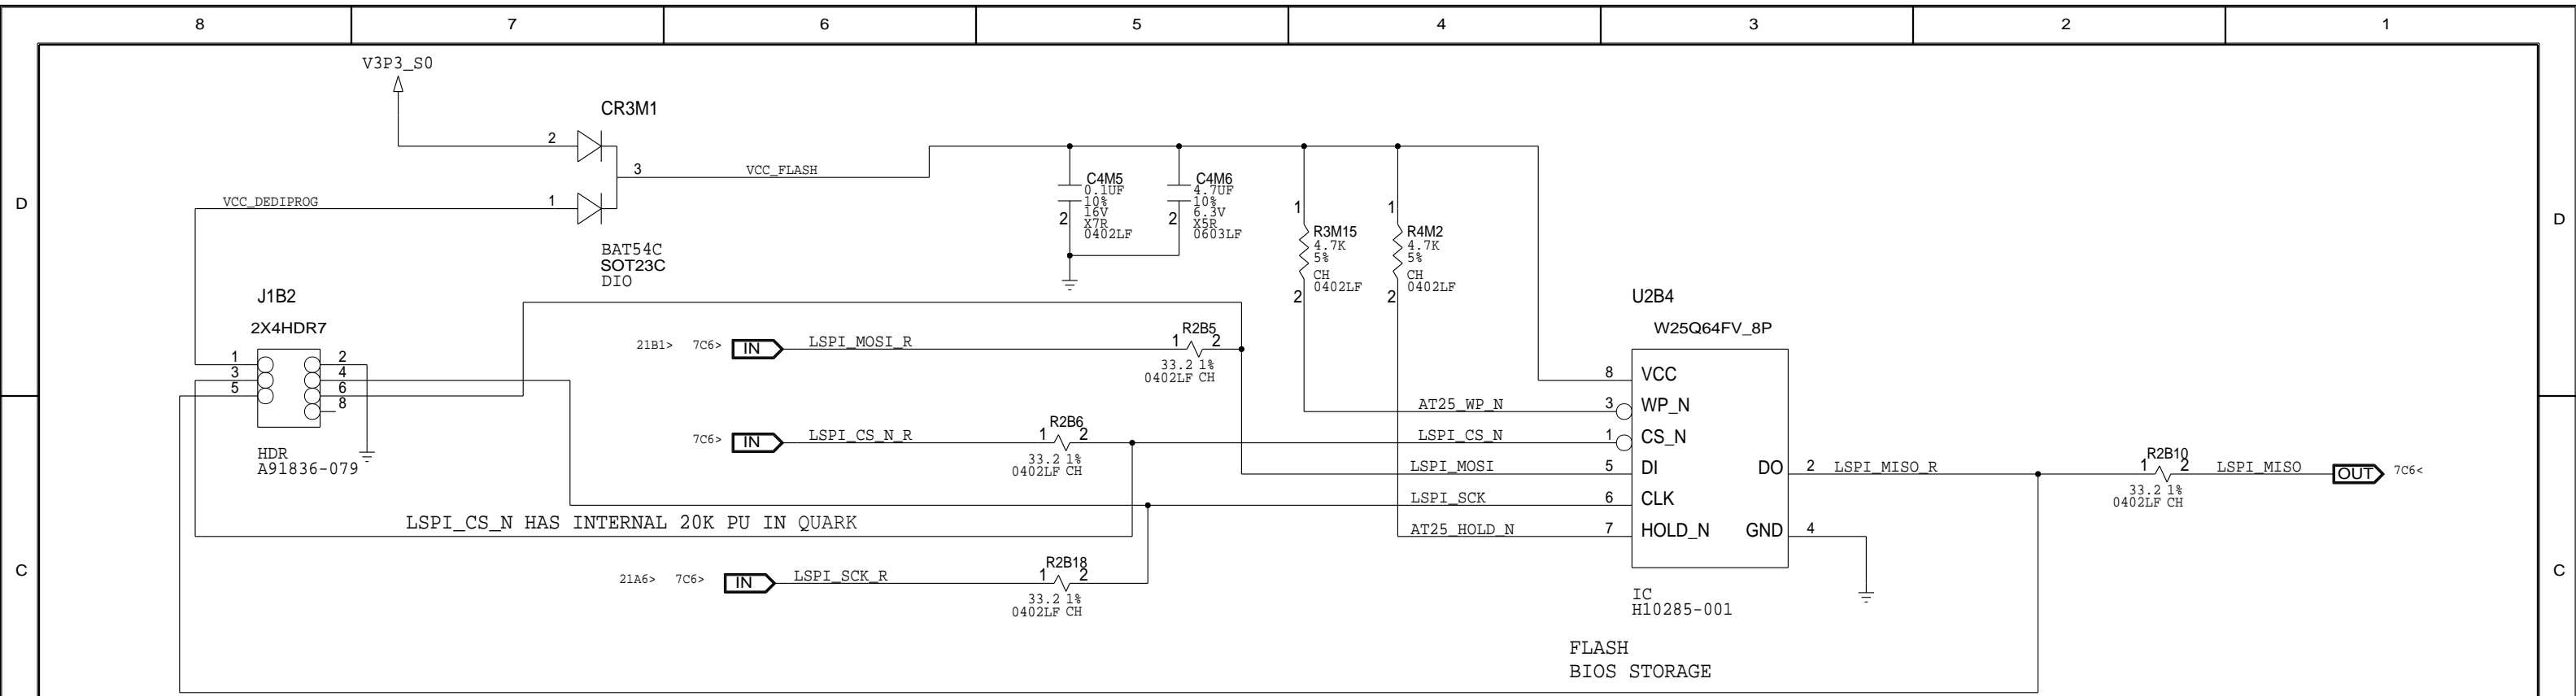 8 7 6 5 4 3 2 1
V3P3_S0
CR3M1
2
3
VCC_FLASH
VCC_DEDIPROG
1
BAT54C
SOT23C
DIO
D
D
C4M5
0.1UF
10%
16V
X7R
0402LF
2
C4M6
4.7UF
10%
6.3V
X5R
0603LF
2
1
R3M15
4.7K
5%
CH
0402LF
2
1
R4M2
4.7K
5%
CH
0402LF
2
J1B2
2X4HDR7
1 2
3 4
5 6
8
HDR
A91836-079
21B1> 7C6> IN LSPI_MOSI_R
R2B5
1 2
33.2 1%
0402LF CH
7C6> IN LSPI_CS_N_R
R2B6
1 2
33.2 1%
0402LF CH
LSPI_CS_N HAS INTERNAL 20K PU IN QUARK
21A6> 7C6> IN LSPI_SCK_R
R2B18
1 2
33.2 1%
0402LF CH
U2B4
W25Q64FV_8P
8 VCC
AT25_WP_N 3 WP_N
LSPI_CS_N 1 CS_N
LSPI_MOSI 5 DI
LSPI_SCK 6 CLK
AT25_HOLD_N 7 HOLD_N
DO 2 LSPI_MISO_R
GND 4
R2B10
1 2
33.2 1%
0402LF CH
LSPI_MISO OUT 7C6<
IC
H10285-001
FLASH
BIOS STORAGE
C
C